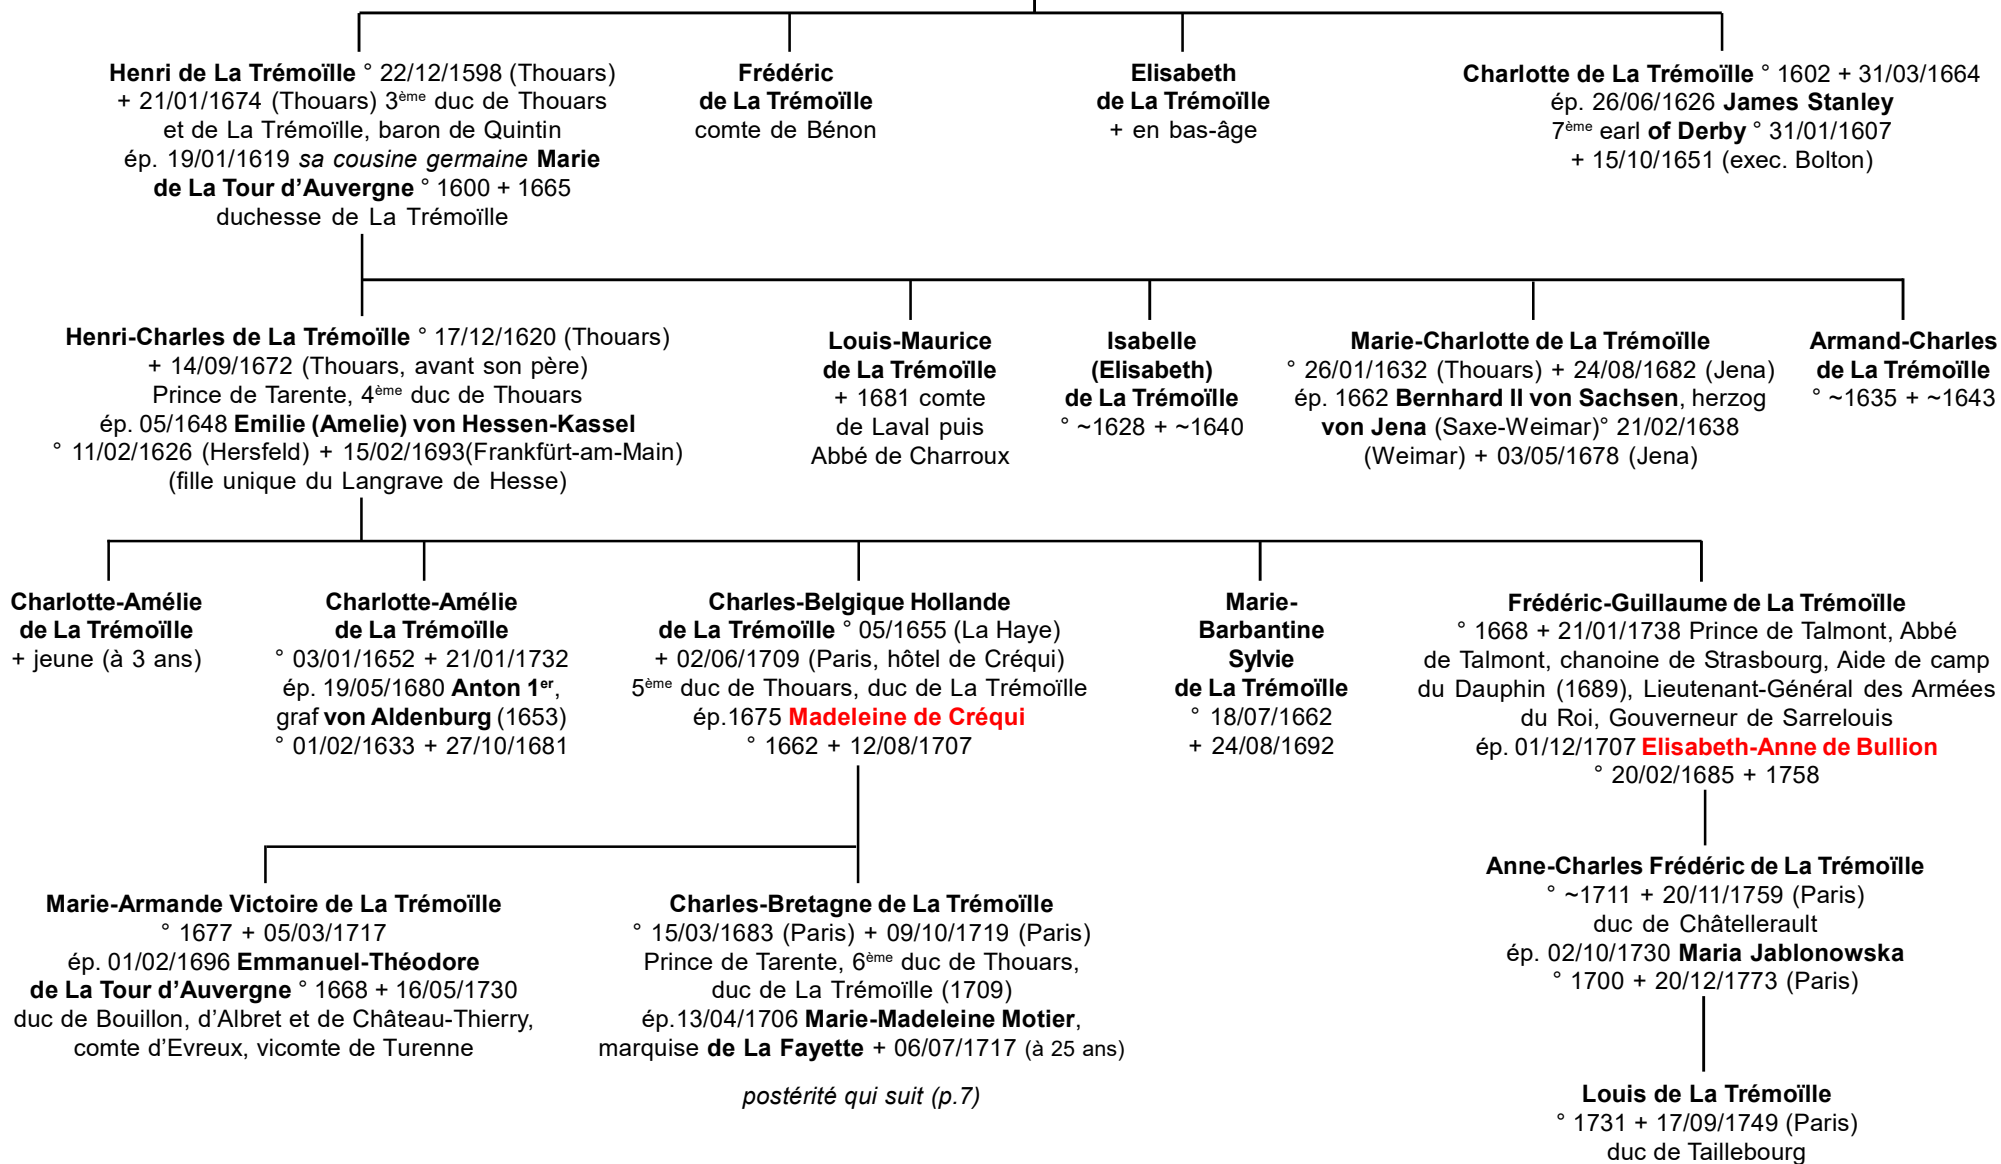 Henri de La Trémoïlle ° 22/12/1598 (Thouars)
+ 21/01/1674 (Thouars) 3ème duc de Thouars
et de La Trémoïlle, baron de Quintin
ép. 19/01/1619 sa cousine germaine Marie
de La Tour d’Auvergne ° 1600 + 1665
duchesse de La Trémoïlle
Frédéric
de La Trémoïlle
comte de Bénon
Elisabeth
de La Trémoïlle
+ en bas-âge
Charlotte de La Trémoïlle ° 1602 + 31/03/1664
ép. 26/06/1626 James Stanley
7ème earl of Derby ° 31/01/1607
+ 15/10/1651 (exec. Bolton)
Henri-Charles de La Trémoïlle ° 17/12/1620 (Thouars)
+ 14/09/1672 (Thouars, avant son père)
Prince de Tarente, 4ème duc de Thouars
ép. 05/1648 Emilie (Amelie) von Hessen-Kassel
° 11/02/1626 (Hersfeld) + 15/02/1693(Frankfürt-am-Main)
(fille unique du Langrave de Hesse)
Louis-Maurice
de La Trémoïlle
+ 1681 comte
de Laval puis
Abbé de Charroux
Isabelle
(Elisabeth)
de La Trémoïlle
° ~1628 + ~1640
Marie-Charlotte de La Trémoïlle
° 26/01/1632 (Thouars) + 24/08/1682 (Jena)
ép. 1662 Bernhard II von Sachsen, herzog
von Jena (Saxe-Weimar)° 21/02/1638
(Weimar) + 03/05/1678 (Jena)
Armand-Charles
de La Trémoïlle
° ~1635 + ~1643
Charlotte-Amélie
de La Trémoïlle
+ jeune (à 3 ans)
Charlotte-Amélie
de La Trémoïlle
° 03/01/1652 + 21/01/1732
ép. 19/05/1680 Anton 1er,
graf von Aldenburg (1653)
° 01/02/1633 + 27/10/1681
Charles-Belgique Hollande
de La Trémoïlle ° 05/1655 (La Haye)
+ 02/06/1709 (Paris, hôtel de Créqui)
5ème duc de Thouars, duc de La Trémoïlle
ép.1675 Madeleine de Créqui
° 1662 + 12/08/1707
Marie-
Barbantine
Sylvie
de La Trémoïlle
° 18/07/1662
+ 24/08/1692
Frédéric-Guillaume de La Trémoïlle
° 1668 + 21/01/1738 Prince de Talmont, Abbé
de Talmont, chanoine de Strasbourg, Aide de camp
du Dauphin (1689), Lieutenant-Général des Armées
du Roi, Gouverneur de Sarrelouis
ép. 01/12/1707 Elisabeth-Anne de Bullion
° 20/02/1685 + 1758
Marie-Armande Victoire de La Trémoïlle
° 1677 + 05/03/1717
ép. 01/02/1696 Emmanuel-Théodore
de La Tour d’Auvergne ° 1668 + 16/05/1730
duc de Bouillon, d’Albret et de Château-Thierry,
comte d’Evreux, vicomte de Turenne
Charles-Bretagne de La Trémoïlle
° 15/03/1683 (Paris) + 09/10/1719 (Paris)
Prince de Tarente, 6ème duc de Thouars,
duc de La Trémoïlle (1709)
ép.13/04/1706 Marie-Madeleine Motier,
marquise de La Fayette + 06/07/1717 (à 25 ans)
postérité qui suit (p.7)
Anne-Charles Frédéric de La Trémoïlle
° ~1711 + 20/11/1759 (Paris)
duc de Châtellerault
ép. 02/10/1730 Maria Jablonowska
° 1700 + 20/12/1773 (Paris)
Louis de La Trémoïlle
° 1731 + 17/09/1749 (Paris)
duc de Taillebourg